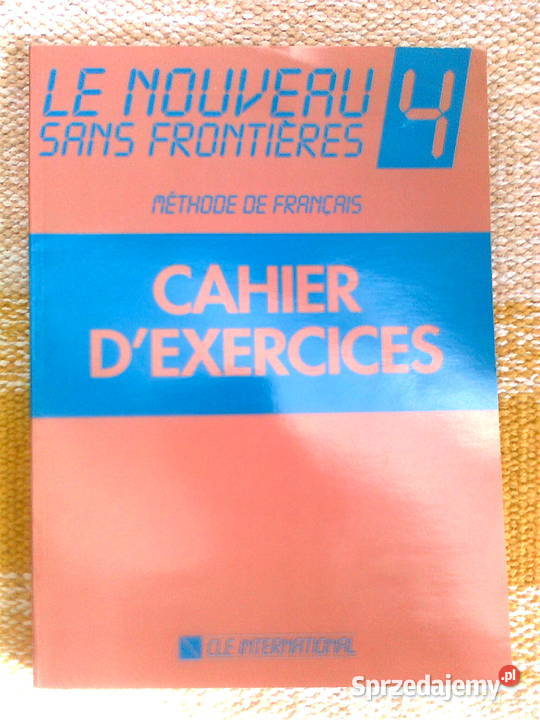 LE NOUVEAU
SANS FRONTIÈRES
4
MÉTHODE DE FRANÇAIS
CAHIER
D'EXERCICES
CLE INTERNATIONAL
Sprzedajemy.pl